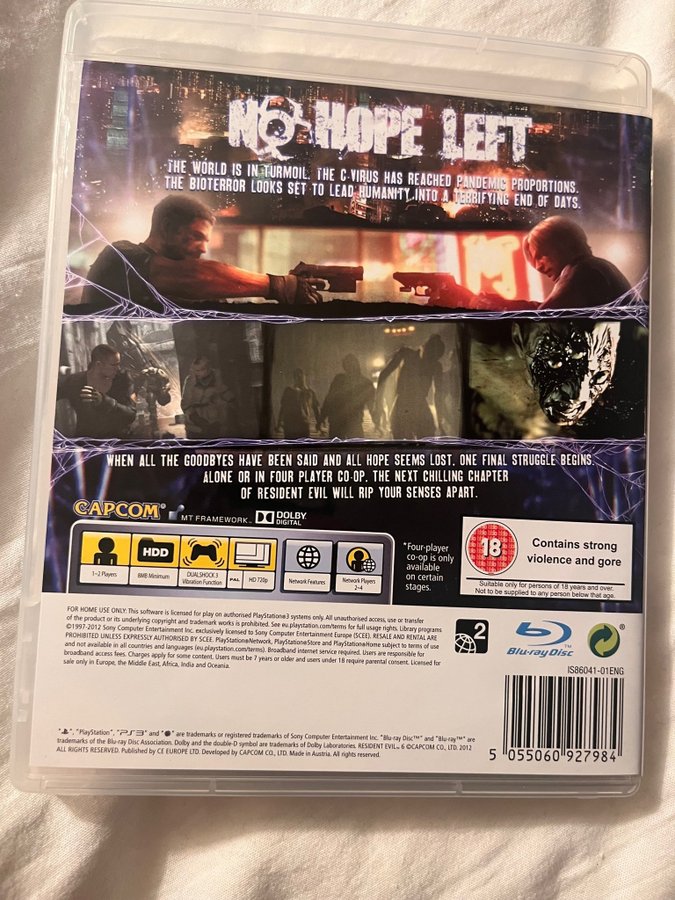 NO HOPE LEFT
THE WORLD IS IN TURMOIL. THE C-VIRUS HAS REACHED PANDEMIC PROPORTIONS.
THE BIOTERROR LOOKS SET TO LEAD HUMANITY INTO A TERRIFYING END OF DAYS.
WHEN ALL THE GOODBYES HAVE BEEN SAID AND ALL HOPE SEEMS LOST, ONE FINAL STRUGGLE BEGINS.
ALONE OR IN FOUR PLAYER CO-OP, THE NEXT CHILLING CHAPTER
OF RESIDENT EVIL WILL RIP YOUR SENSES APART.
CAPCOM®
MT FRAMEWORK™
DOLBY
DIGITAL
1-2 Players
HDD
8MB Minimum
DUALSHOCK 3
Vibration Function
PAL
HD 720p
Network Features
Network Players
2-4
*Four-player
co-op is only
available
on certain
stages.
18
Contains strong
violence and gore
Suitable only for persons of 18 years and over.
Not to be supplied to any person below that age.
FOR HOME USE ONLY. This software is licensed for play on authorised PlayStation®3 systems only. All unauthorised access, use or transfer
of the product or its underlying copyright and trademark works is prohibited. See eu.playstation.com/terms for full usage rights. Library programs
©1997-2012 Sony Computer Entertainment Inc. exclusively licensed to Sony Computer Entertainment Europe (SCEE). RESALE AND RENTAL ARE
PROHIBITED UNLESS EXPRESSLY AUTHORISED BY SCEE. PlayStation®Network, PlayStation®Store and PlayStation®Home subject to terms of use
and not available in all countries and languages (eu.playstation.com/terms). Broadband internet service required. Users are responsible for
broadband access fees. Charges apply for some content. Users must be 7 years or older and users under 18 require parental consent. Licensed for
sale only in Europe, the Middle East, Africa, India and Oceania.
2
Blu-ray Disc™
IS86041-01ENG
5 055060 927984
" ", "PlayStation", "PS3" and " " are trademarks or registered trademarks of Sony Computer Entertainment Inc. "Blu-ray Disc™" and "Blu-ray™" are
trademarks of the Blu-ray Disc Association. Dolby and the double-D symbol are trademarks of Dolby Laboratories. RESIDENT EVIL™ 6 ©CAPCOM CO., LTD. 2012
ALL RIGHTS RESERVED. Published by CE EUROPE LTD. Developed by CAPCOM CO., LTD. Made in Austria. All rights reserved.